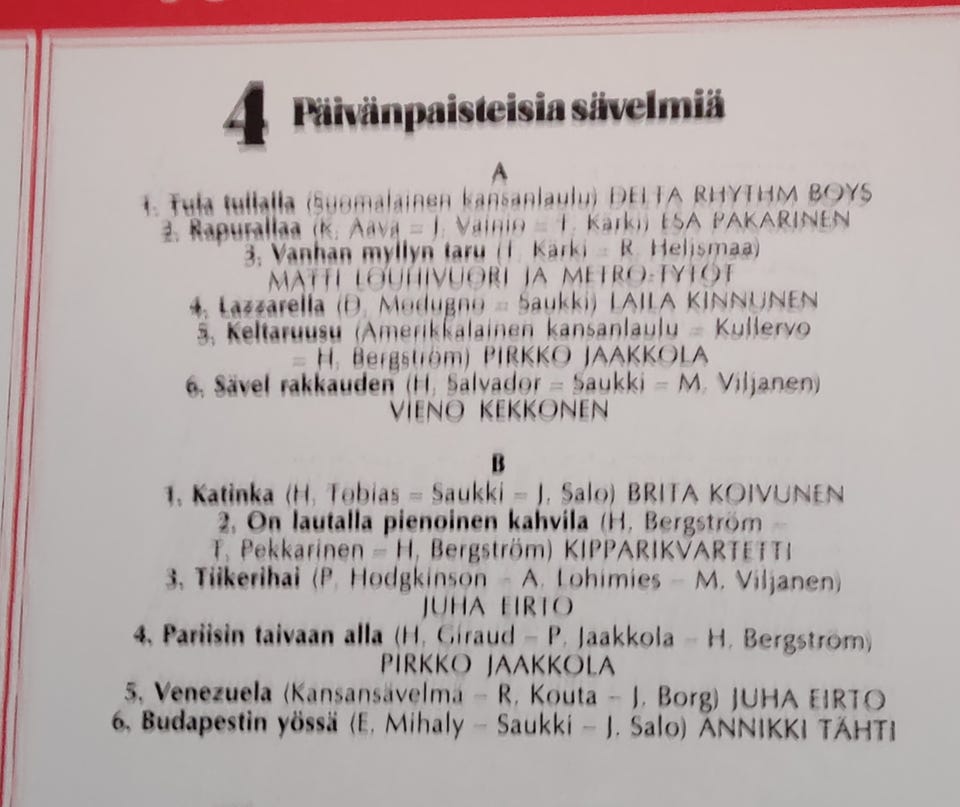 4 Päivänpaisteisia sävelmiä
A
1. Tula tullalla (Suomalainen kansanlaulu) DELTA RHYTHM BOYS
2. Rapurallaa (K. Aava – J. Vainio – T. Kärki) ESA PAKARINEN
3. Vanhan myllyn taru (T. Kärki – R. Helismaa)
MATTI LOUHIVUORI JA METRO-TYTÖT
4. Lazzarella (D. Modugno – Saukki) LAILA KINNUNEN
5. Keltaruusu (Amerikkalainen kansanlaulu – Kullervo
– H. Bergström) PIRKKO JAAKKOLA
6. Sävel rakkauden (H. Salvador – Saukki – M. Viljanen)
VIENO KEKKONEN
B
1. Katinka (H. Tobias – Saukki – J. Salo) BRITA KOIVUNEN
2. On lautalla pienoinen kahvila (H. Bergström –
T. Pekkarinen – H. Bergström) KIPPARIKVARTETTI
3. Tiikerihai (P. Hodgkinson – A. Lohimies – M. Viljanen)
JUHA EIRTO
4. Pariisin taivaan alla (H. Giraud – P. Jaakkola – H. Bergström)
PIRKKO JAAKKOLA
5. Venezuela (Kansansävelmä – R. Kouta – J. Borg) JUHA EIRTO
6. Budapestin yössä (E. Mihaly – Saukki – J. Salo) ANNIKKI TÄHTI